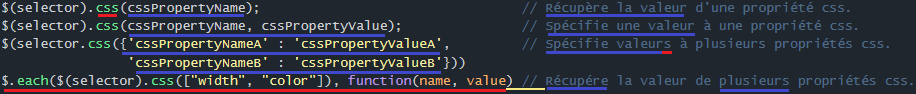 $(selector).css(cssPropertyName); // Récupère la valeur d'une propriété css.
$(selector).css(cssPropertyName, cssPropertyValue); // Spécifie une valeur à une propriété css.
$(selector.css({'cssPropertyNameA' : 'cssPropertyValueA', // Spécifie valeurs à plusieurs propriétés css.
'cssPropertyNameB' : 'cssPropertyValueB'}))
$.each($(selector).css(["width", "color"]), function(name, value) // Récupére la valeur de plusieurs propriétés css.